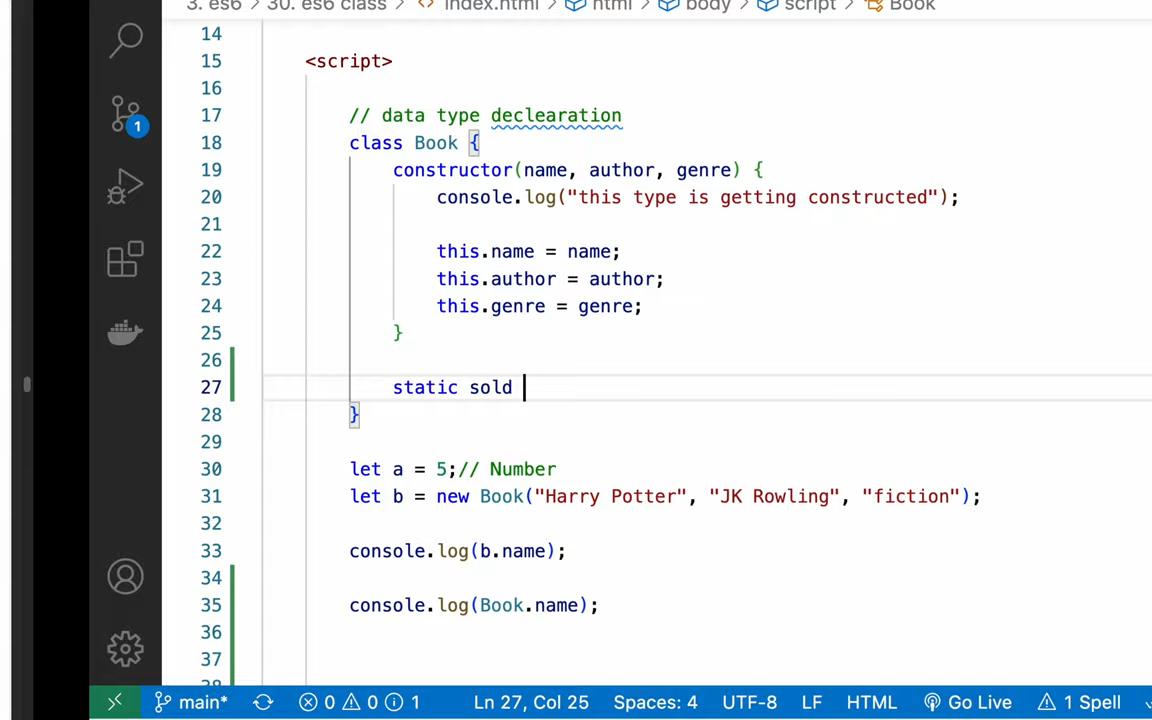 3. es6 > 30. es6 class > index.html > html > body > script > Book
14
15 <script>
16
17 // data type declearation
18 class Book {
19 constructor(name, author, genre) {
20 console.log("this type is getting constructed");
21
22 this.name = name;
23 this.author = author;
24 this.genre = genre;
25 }
26
27 static sold
28 }
29
30 let a = 5;// Number
31 let b = new Book("Harry Potter", "JK Rowling", "fiction");
32
33 console.log(b.name);
34
35 console.log(Book.name);
36
37
1
main* 0 0 1 Ln 27, Col 25 Spaces: 4 UTF-8 LF HTML Go Live 1 Spell